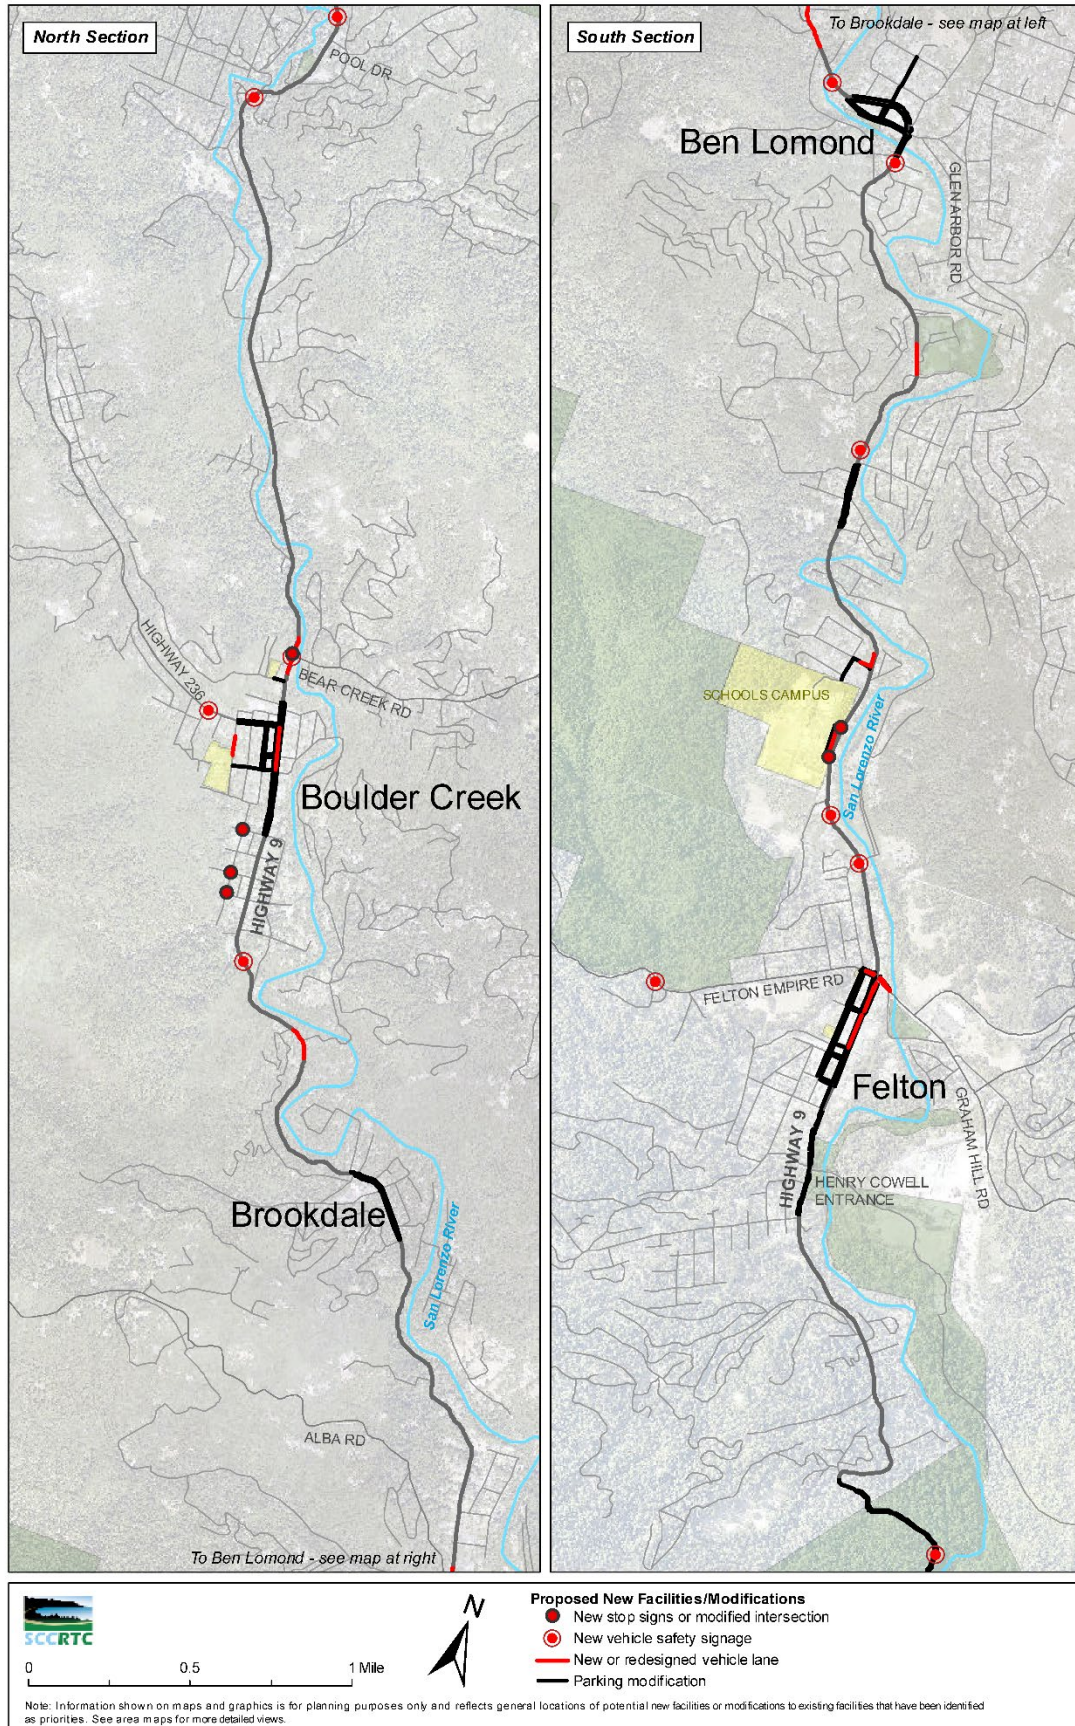 North Section
POOL DR
HIGHWAY 236
BEAR CREEK RD
Boulder Creek
HIGHWAY 9
Brookdale
San Lorenzo River
ALBA RD
To Ben Lomond - see map at right
South Section
To Brookdale - see map at left
Ben Lomond
GLEN ARBOR RD
SCHOOLS CAMPUS
San Lorenzo River
FELTON EMPIRE RD
Felton
GRAHAM HILL RD
HIGHWAY 9
HENRY COWELL
ENTRANCE
SCCRTC
0 0.5 1 Mile
N
Proposed New Facilities/Modifications
New stop signs or modified intersection
New vehicle safety signage
New or redesigned vehicle lane
Parking modification
Note: Information shown on maps and graphics is for planning purposes only and reflects general locations of potential new facilities or modifications to existing facilities that have been identified
as priorities. See area maps for more detailed views.